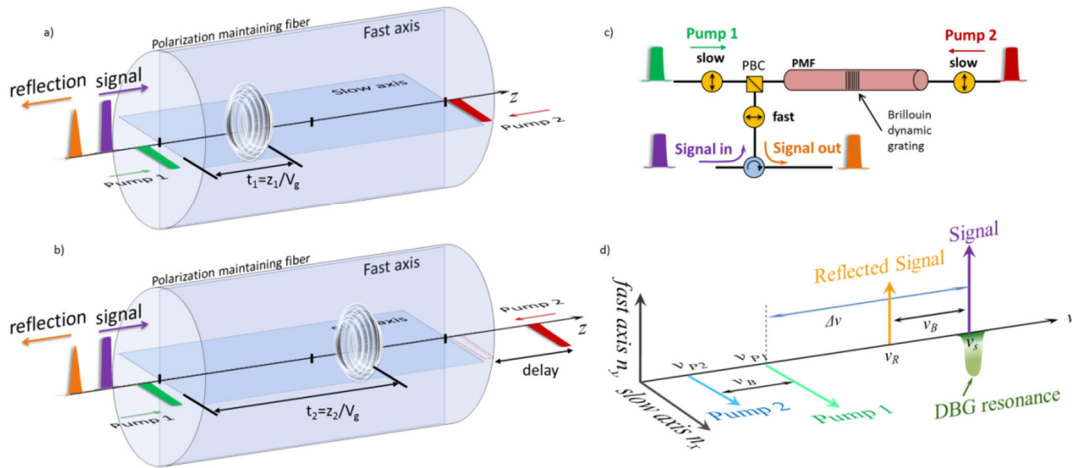 a)
Polarization maintaining fiber
Fast axis
reflection
signal
Slow axis
z
Pump 1
Pump 2
t₁=z₁/Vg
b)
Polarization maintaining fiber
Fast axis
reflection
signal
axis
Pump 2
z
Pump 1
delay
t₂=z₂/Vg
c)
Pump 1
Pump 2
slow
PBC
PMF
slow
fast
Brillouin
dynamic
grating
Signal in
Signal out
d)
Signal
Reflected Signal
fast axis ny
slow axis nx
Δν
νB
ν
νP2
νP1
νR
νs
νB
Pump 2
Pump 1
DBG resonance